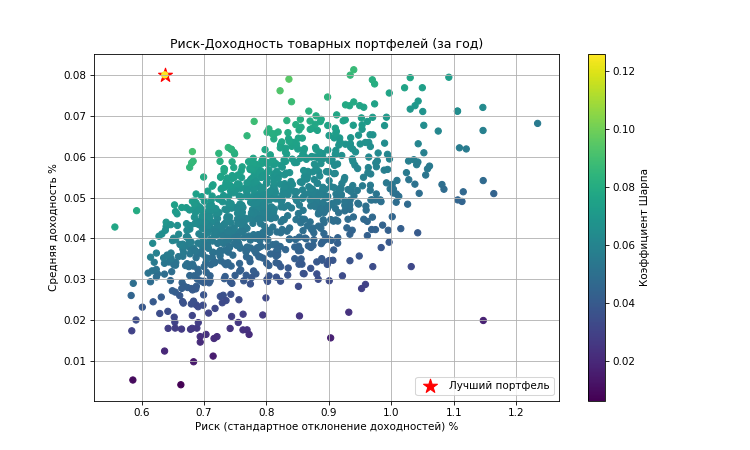 Риск-Доходность товарных портфелей (за год)
0.08
0.07
0.06
0.05
0.04
0.03
0.02
0.01
Средняя доходность %
0.6 0.7 0.8 0.9 1.0 1.1 1.2
Риск (стандартное отклонение доходностей) %
Лучший портфель
0.12
0.10
0.08
0.06
0.04
0.02
Коэффициент Шарпа